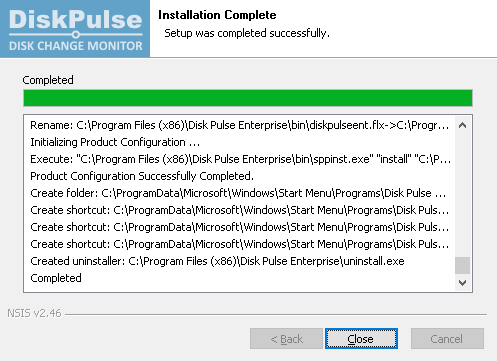 DiskPulse
DISK CHANGE MONITOR
Installation Complete
Setup was completed successfully.
Completed
Rename: C:\Program Files (x86)\Disk Pulse Enterprise\bin\diskpulseent.flx->C:\Progr...
Initializing Product Configuration ...
Execute: "C:\Program Files (x86)\Disk Pulse Enterprise\bin\sppinst.exe" "install" "C:\P...
Product Configuration Successfully Completed.
Create folder: C:\ProgramData\Microsoft\Windows\Start Menu\Programs\Disk Pulse ...
Create shortcut: C:\ProgramData\Microsoft\Windows\Start Menu\Programs\Disk Puls...
Create shortcut: C:\ProgramData\Microsoft\Windows\Start Menu\Programs\Disk Puls...
Create shortcut: C:\ProgramData\Microsoft\Windows\Start Menu\Programs\Disk Puls...
Created uninstaller: C:\Program Files (x86)\Disk Pulse Enterprise\uninstall.exe
Completed
NSIS v2.46
< Back
Close
Cancel